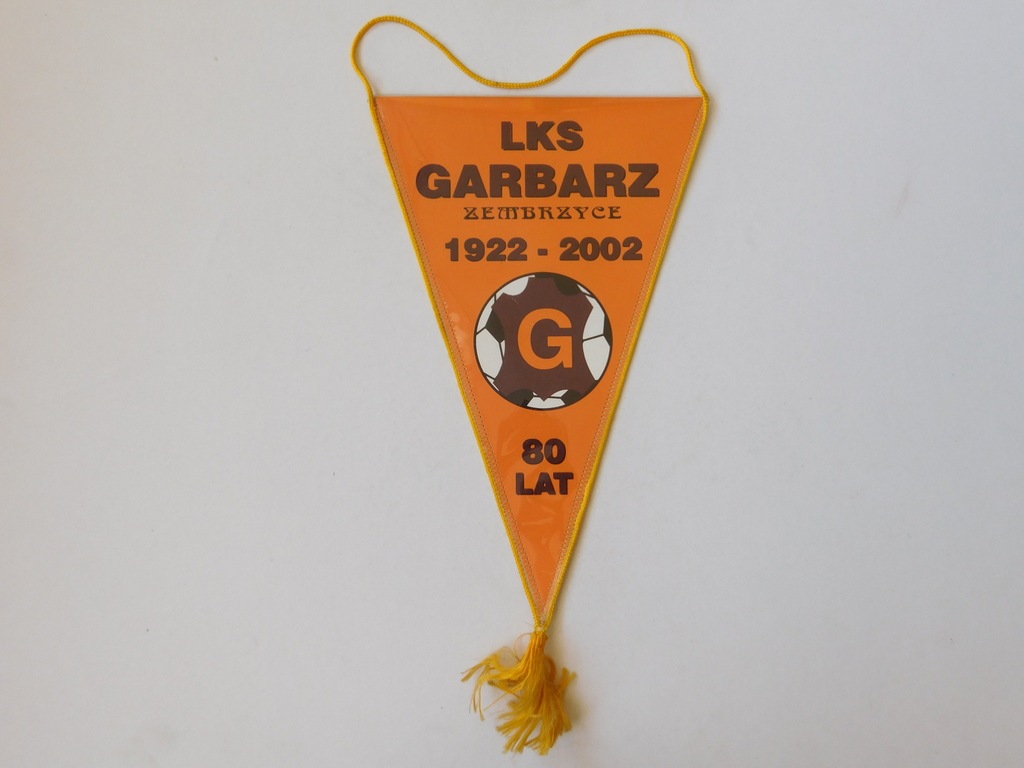 LKS
GARBARZ
ZEMBRZYCE
1922 - 2002
G
80
LAT